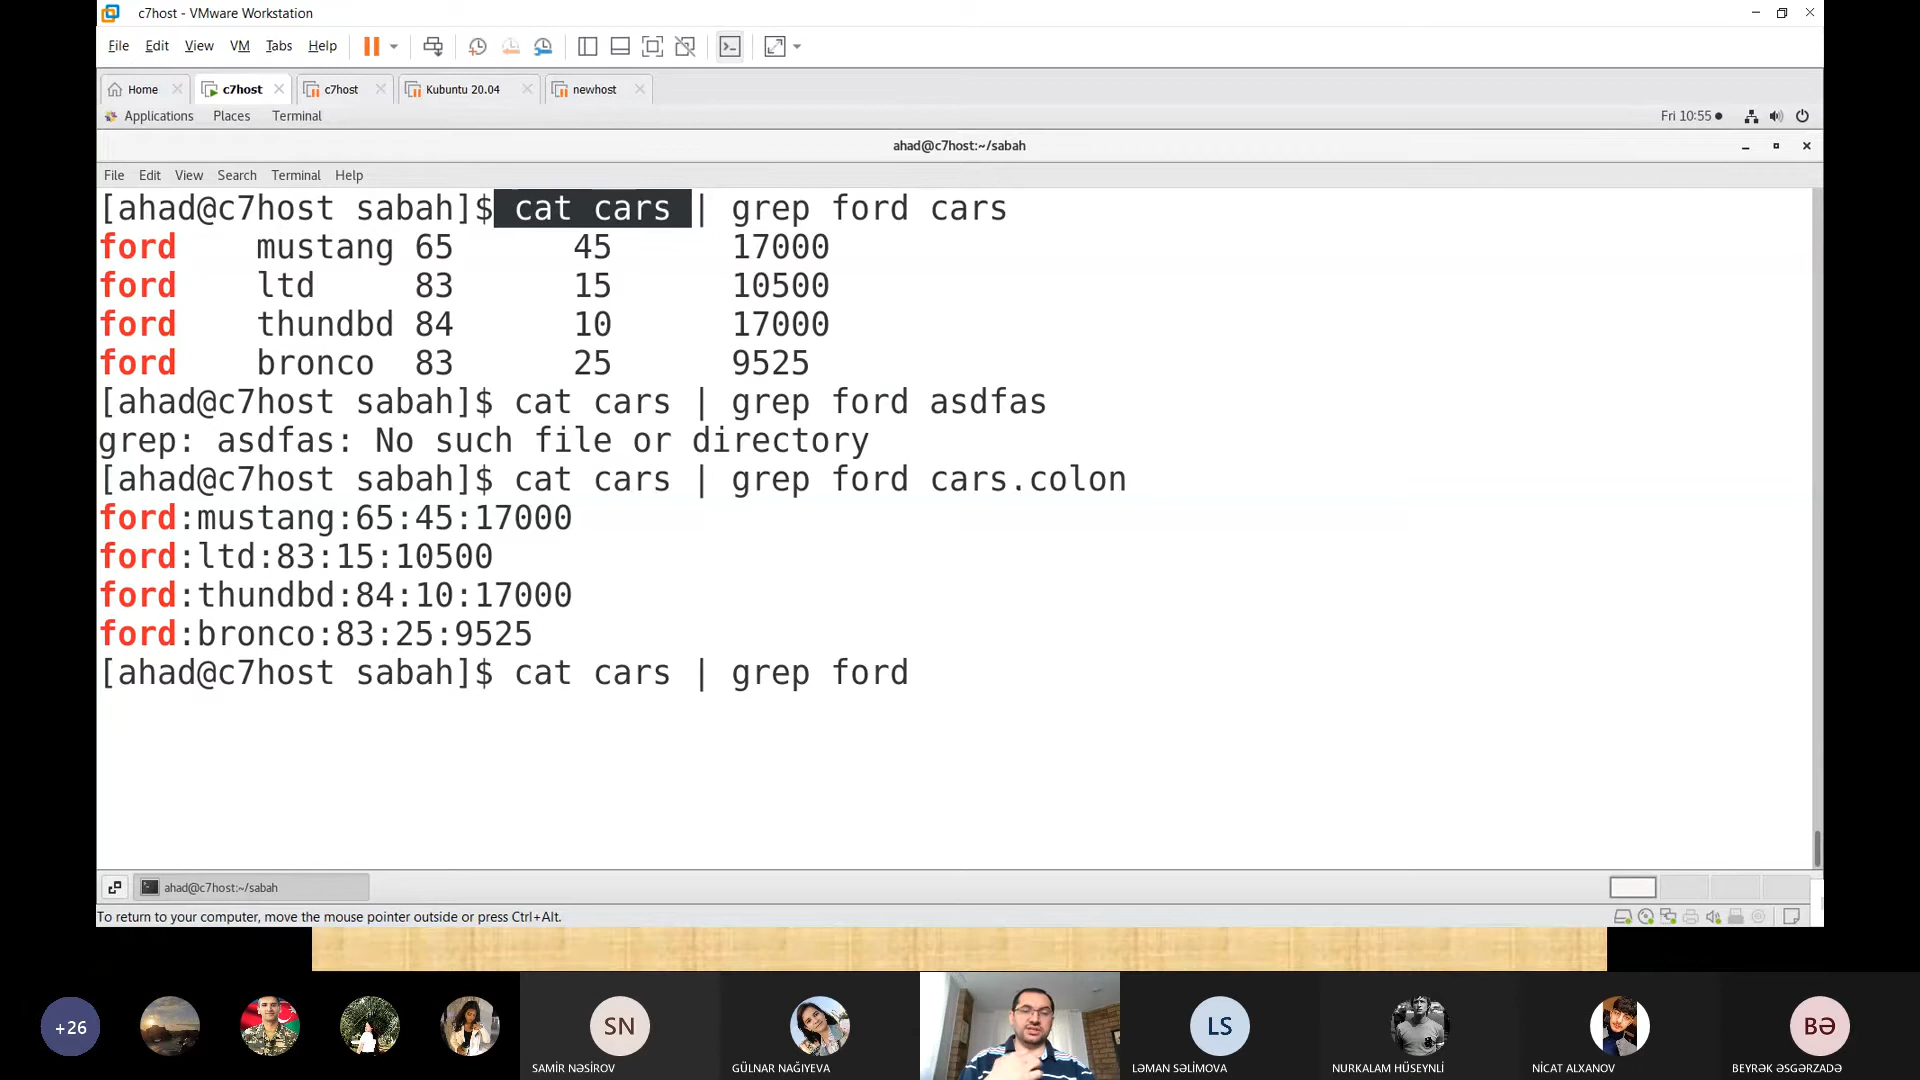 c7host - VMware Workstation
File Edit View VM Tabs Help
Home c7host c7host Kubuntu 20.04 newhost
Applications Places Terminal Fri 10:55
ahad@c7host:~/sabah
File Edit View Search Terminal Help
[ahad@c7host sabah]$ cat cars | grep ford cars
ford mustang 65 45 17000
ford ltd 83 15 10500
ford thundbd 84 10 17000
ford bronco 83 25 9525
[ahad@c7host sabah]$ cat cars | grep ford asdfas
grep: asdfas: No such file or directory
[ahad@c7host sabah]$ cat cars | grep ford cars.colon
ford:mustang:65:45:17000
ford:ltd:83:15:10500
ford:thundbd:84:10:17000
ford:bronco:83:25:9525
[ahad@c7host sabah]$ cat cars | grep ford
ahad@c7host:~/sabah
To return to your computer, move the mouse pointer outside or press Ctrl+Alt.
+26 SN LS BƏ
SAMİR NƏSİROV GÜLNAR NAĞIYEVA LƏMAN SƏLİMOVA NURKALAM HÜSEYNLİ NİCAT ALXANOV BEYRƏK ƏSGƏRZADƏ